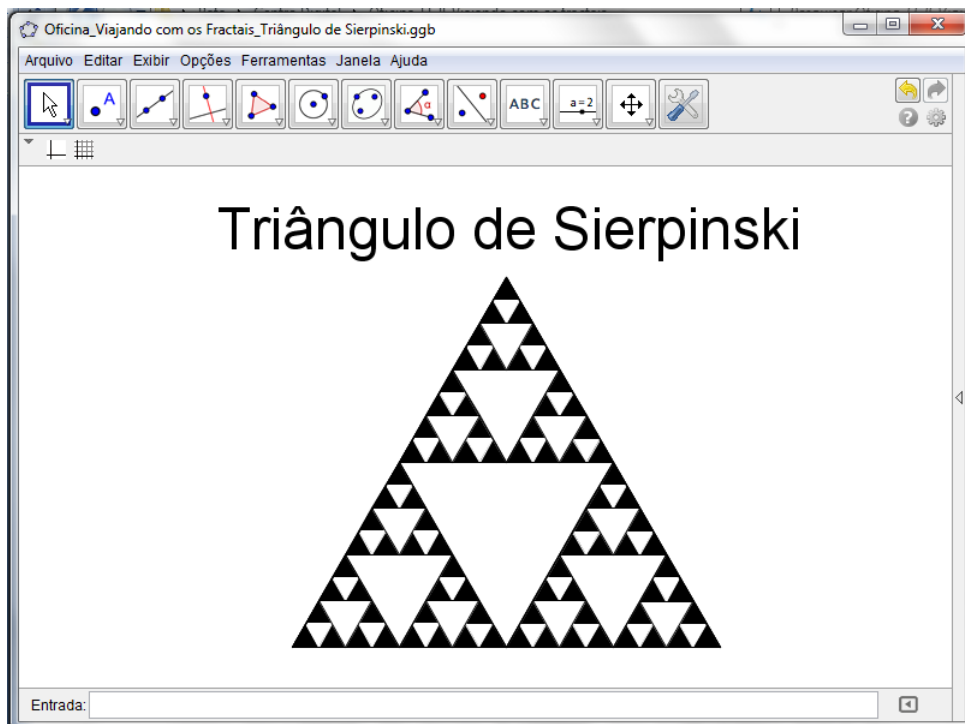 Oficina_Viajando com os Fractais_Triângulo de Sierpinski.ggb
Arquivo Editar Exibir Opções Ferramentas Janela Ajuda
A
α
ABC
a=2
Triângulo de Sierpinski
Entrada: